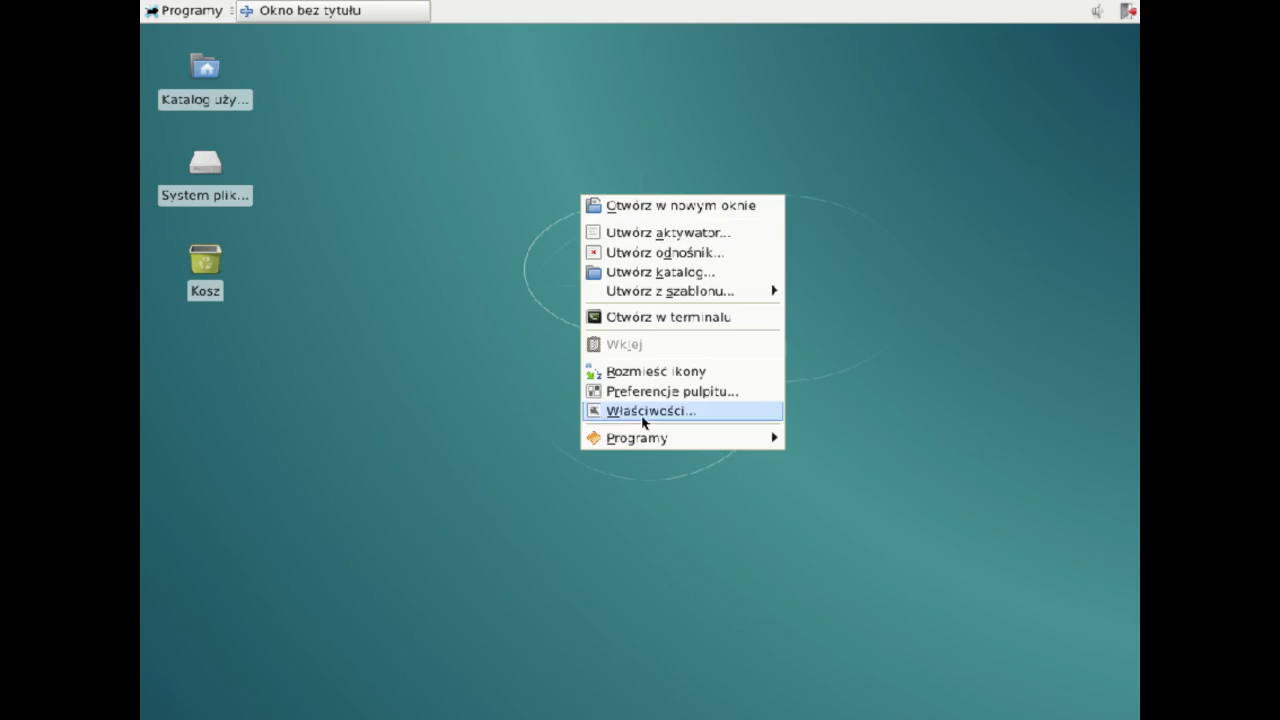 Programy
Okno bez tytułu
Katalog uży...
System plik...
Kosz
Otwórz w nowym oknie
Utwórz aktywator...
Utwórz odnośnik...
Utwórz katalog...
Utwórz z szablonu...
Otwórz w terminalu
Wklej
Rozmieść ikony
Preferencje pulpitu...
Właściwości...
Programy